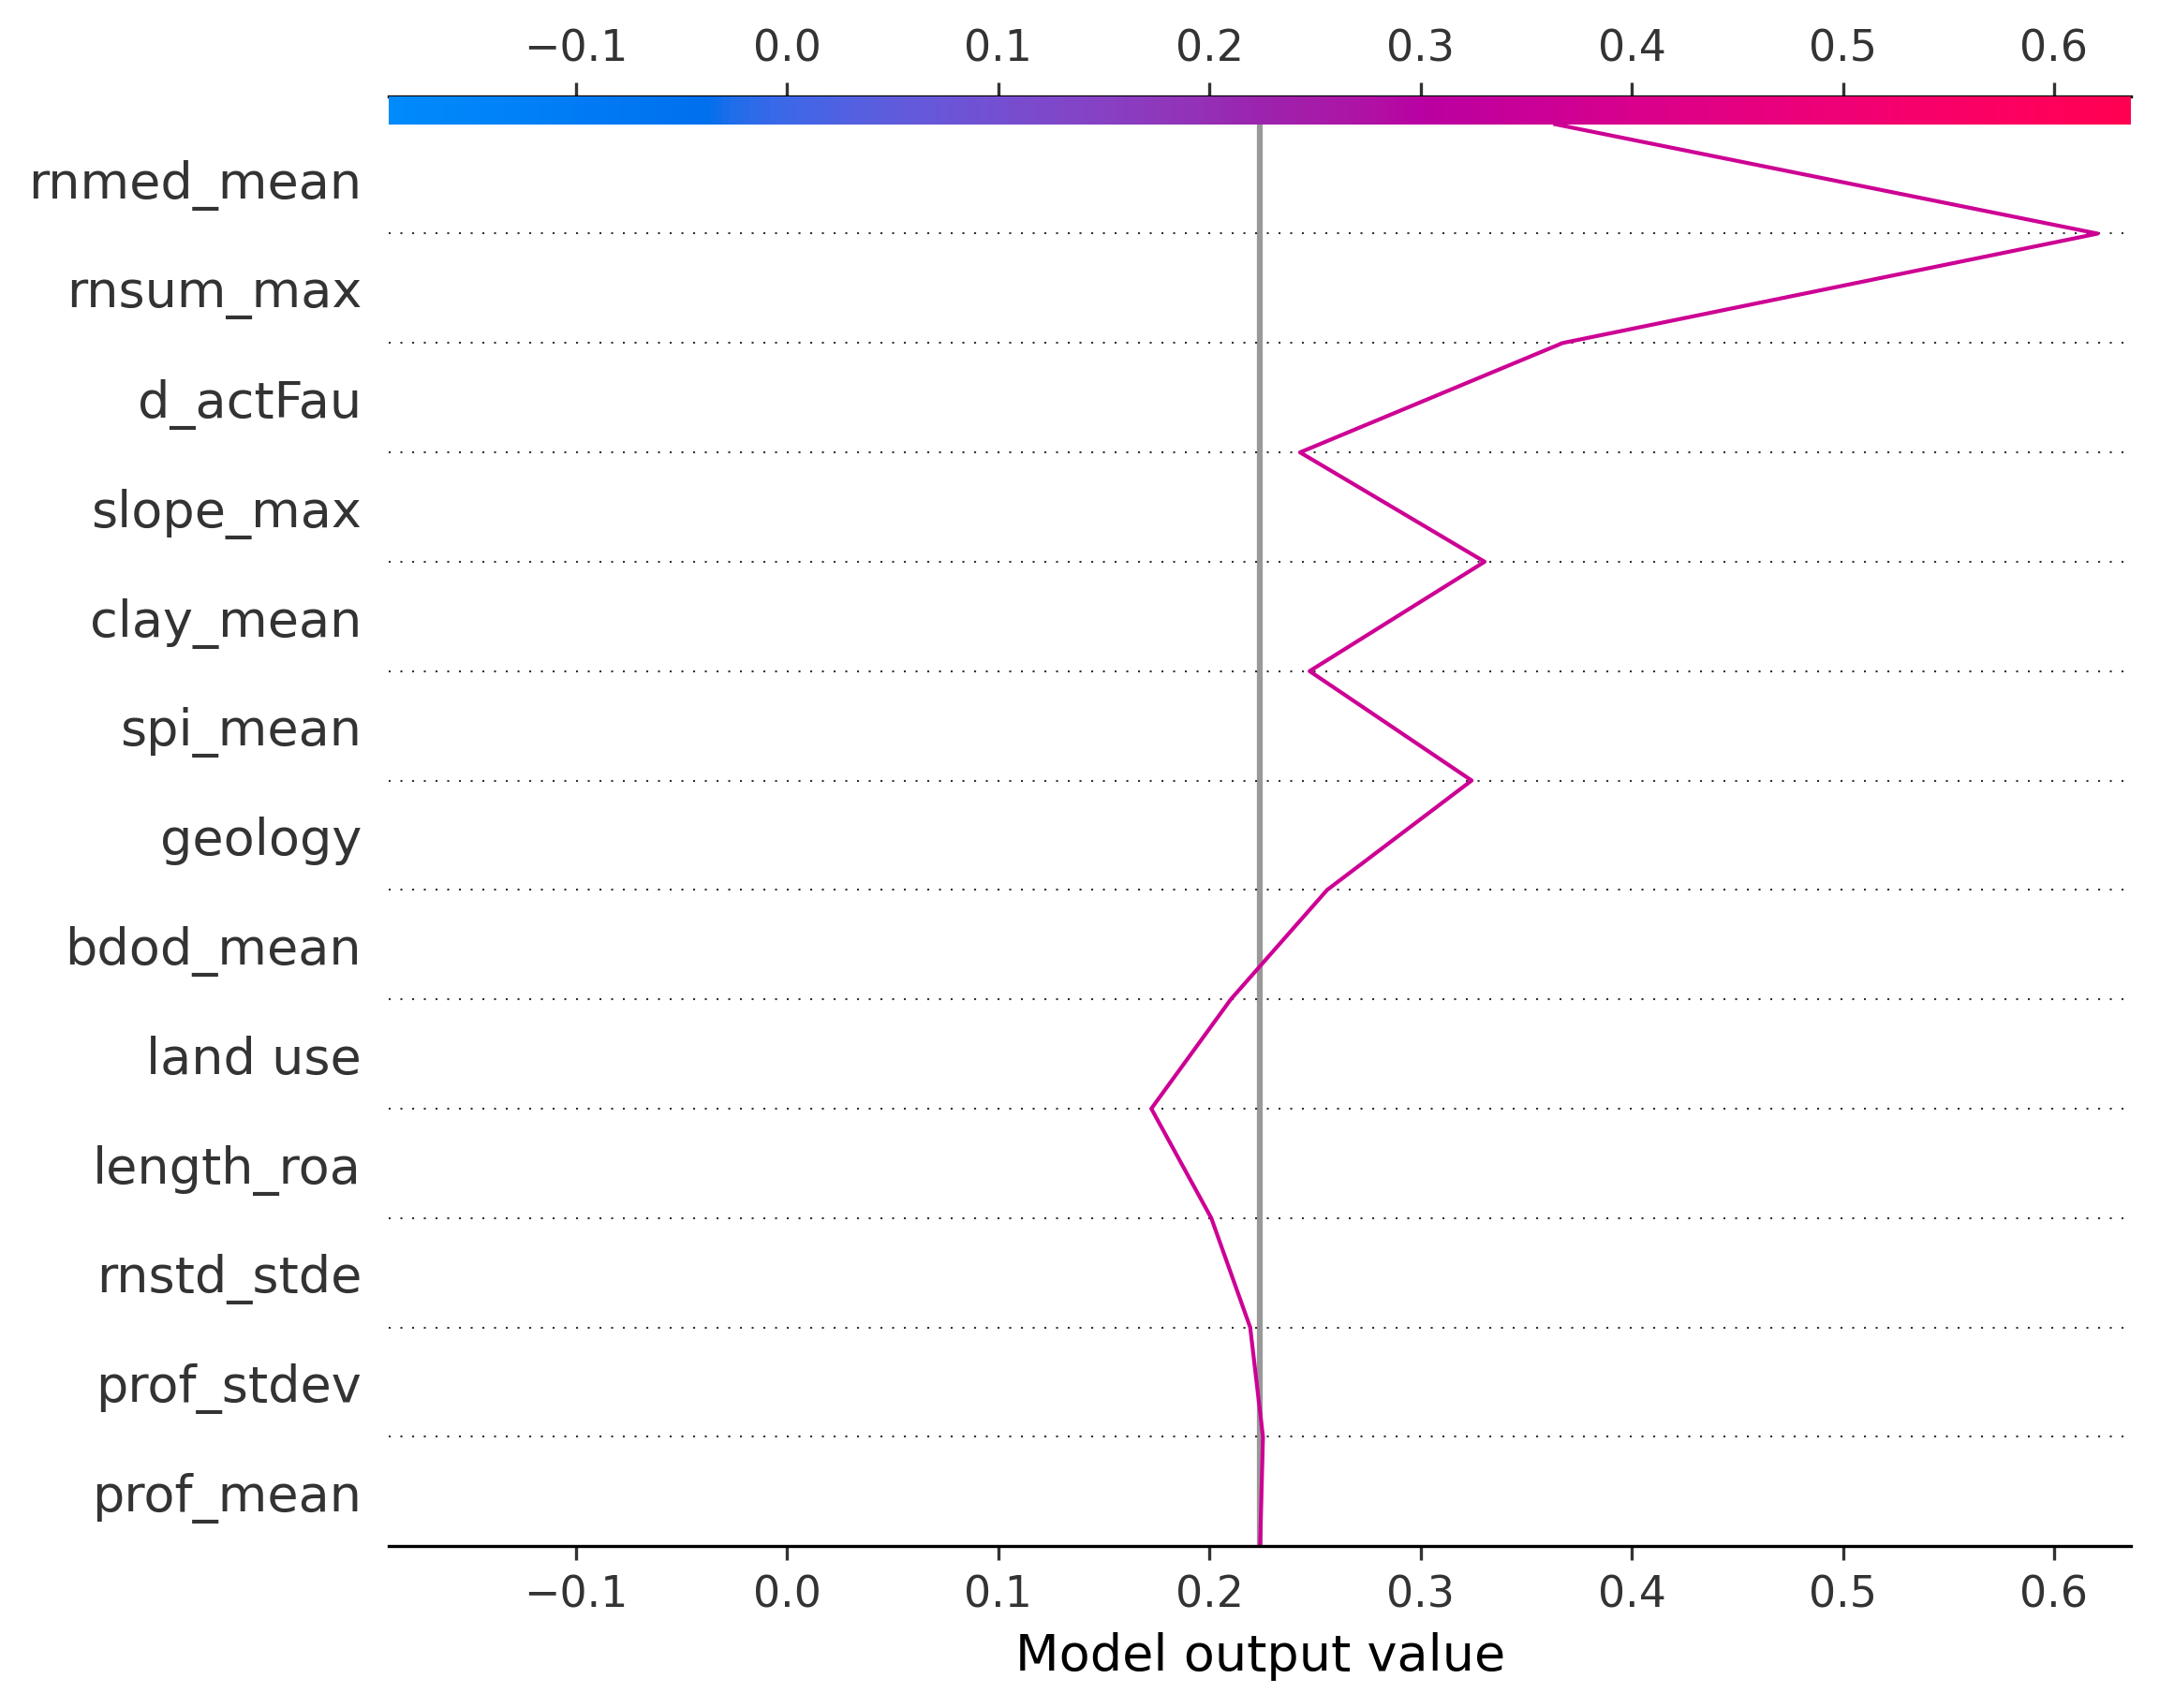 −0.1 0.0 0.1 0.2 0.3 0.4 0.5 0.6
rnmed_mean
rnsum_max
d_actFau
slope_max
clay_mean
spi_mean
geology
bdod_mean
land use
length_roa
rnstd_stde
prof_stdev
prof_mean
−0.1 0.0 0.1 0.2 0.3 0.4 0.5 0.6
Model output value